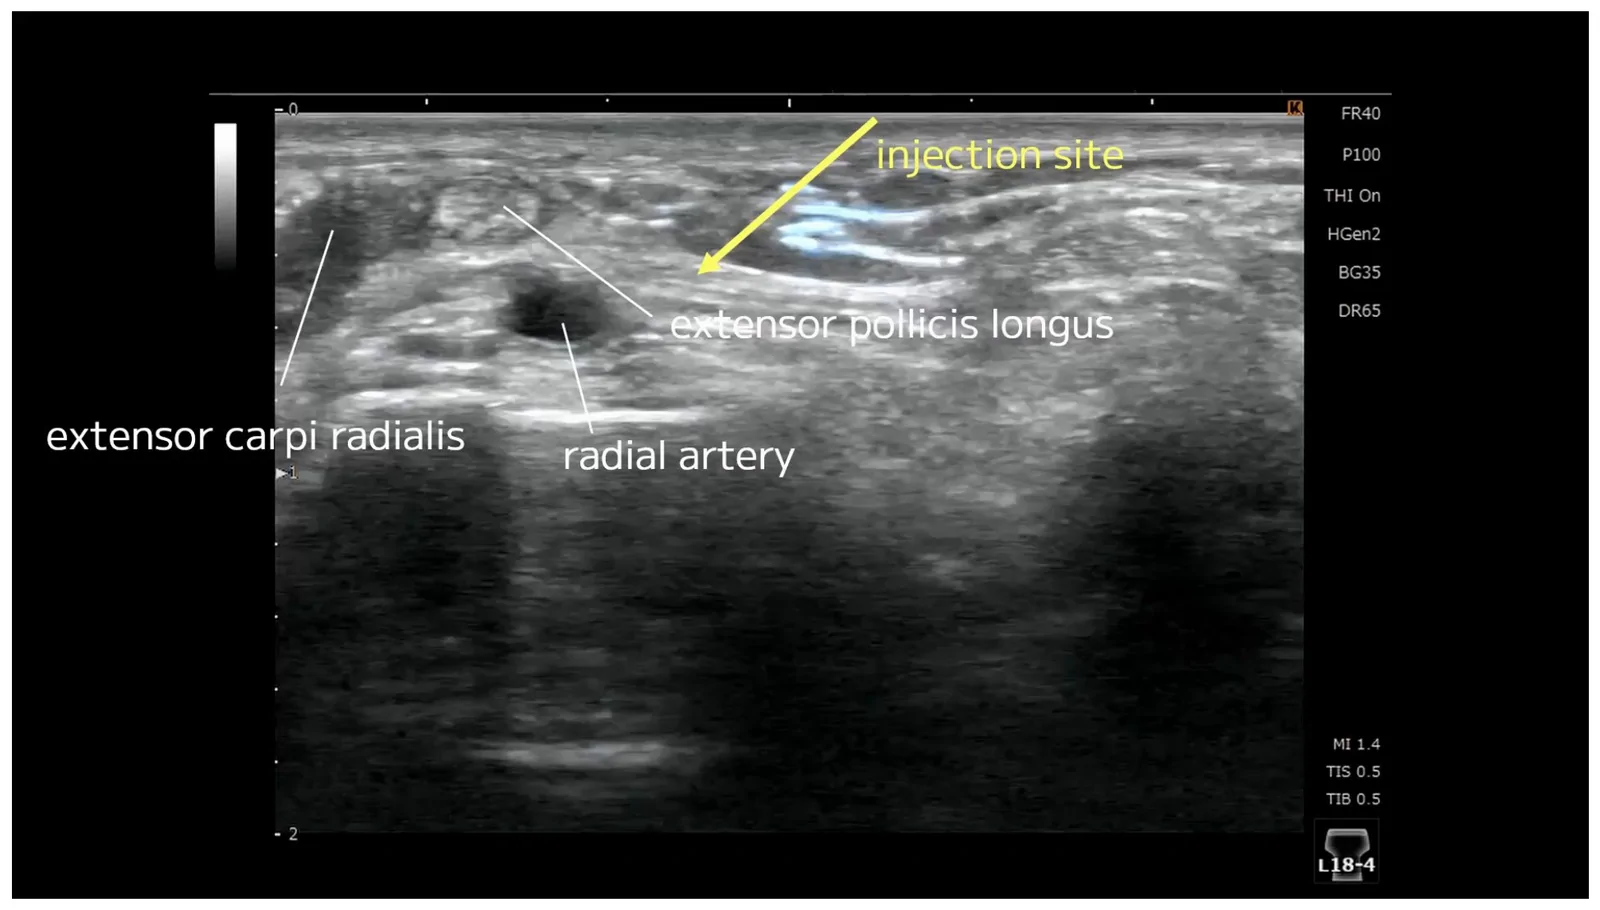 0
K
FR40
injection site
P100
THI On
HGen2
BG35
DR65
extensor pollicis longus
extensor carpi radialis
radial artery
1
MI 1.4
TIS 0.5
TIB 0.5
2
L18-4